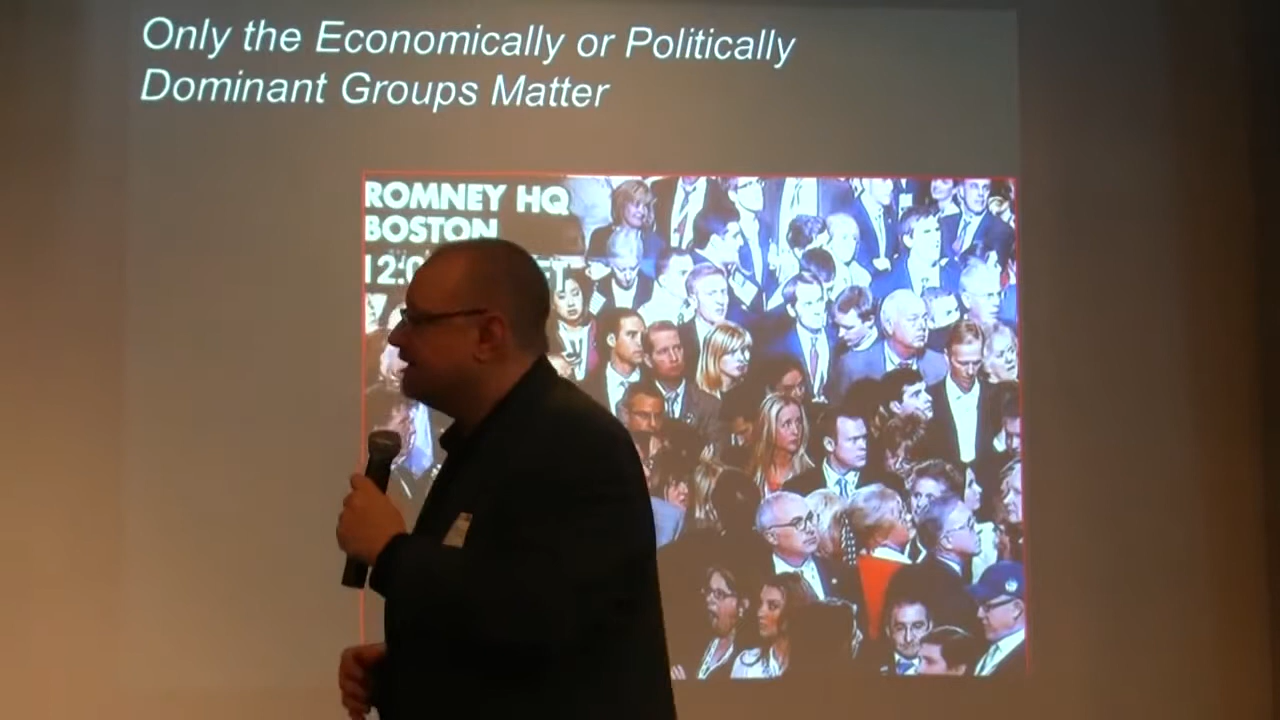 Only the Economically or Politically
Dominant Groups Matter
ROMNEY HQ
BOSTON